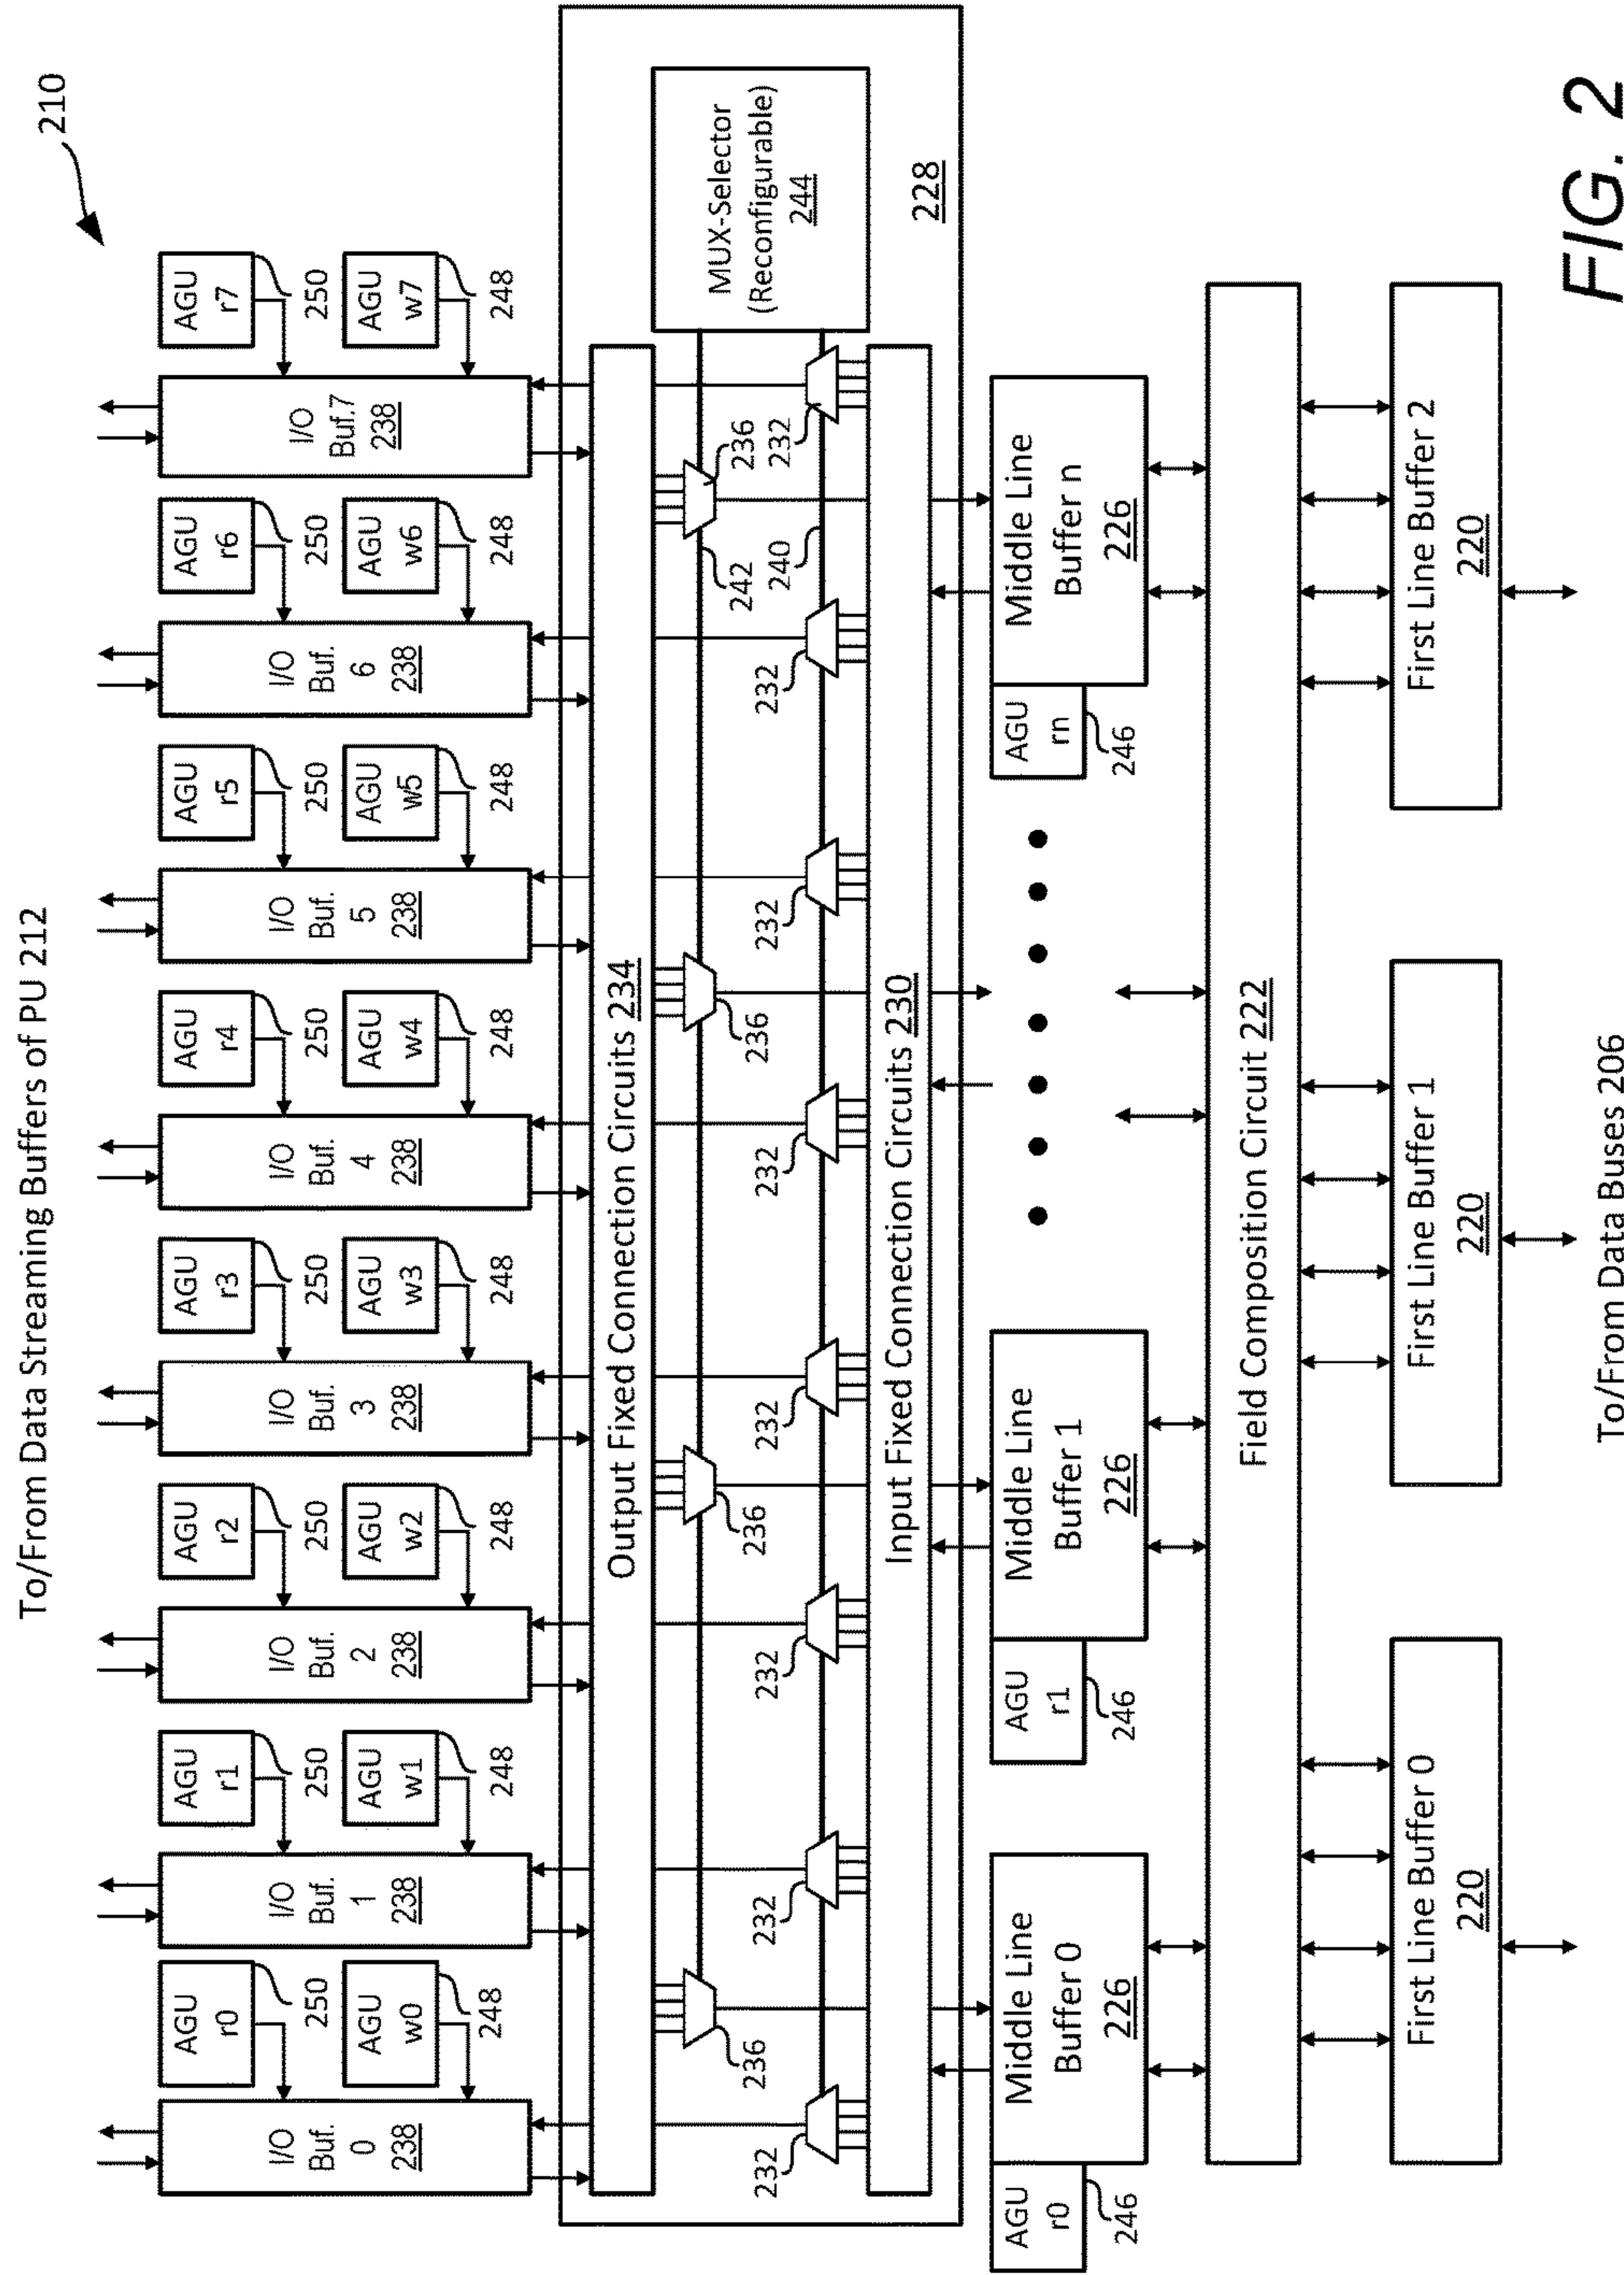 To/From Data Streaming Buffers of PU 212
210
AGU
r0
250
AGU
w0
248
I/O
Buf.
0
238
AGU
r1
250
AGU
w1
248
I/O
Buf.
1
238
AGU
r2
250
AGU
w2
248
I/O
Buf.
2
238
AGU
r3
250
AGU
w3
248
I/O
Buf.
3
238
AGU
r4
250
AGU
w4
248
I/O
Buf.
4
238
AGU
r5
250
AGU
w5
248
I/O
Buf.
5
238
AGU
r6
250
AGU
w6
248
I/O
Buf.
6
238
AGU
r7
250
AGU
w7
248
I/O
Buf.7
238
Output Fixed Connection Circuits 234
236
236
236
236
242
240
MUX-Selector
(Reconfigurable)
244
232
232
232
232
232
232
232
232
Input Fixed Connection Circuits 230
228
AGU
r0
246
Middle Line
Buffer 0
226
AGU
r1
246
Middle Line
Buffer 1
226
AGU
rn
246
Middle Line
Buffer n
226
Field Composition Circuit 222
First Line Buffer 0
220
First Line Buffer 1
220
First Line Buffer 2
220
To/From Data Buses 206
FIG. 2